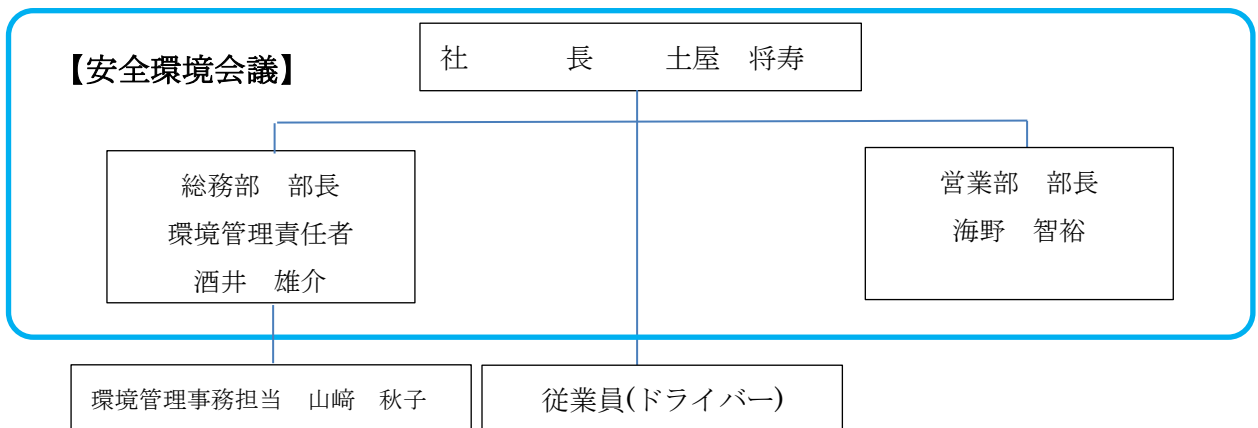 【安全環境会議】
社　　　　長　　　土屋　将寿
総務部　部長
環境管理責任者
酒井　雄介
営業部　部長
海野　智裕
環境管理事務担当　山﨑　秋子
従業員(ドライバー)